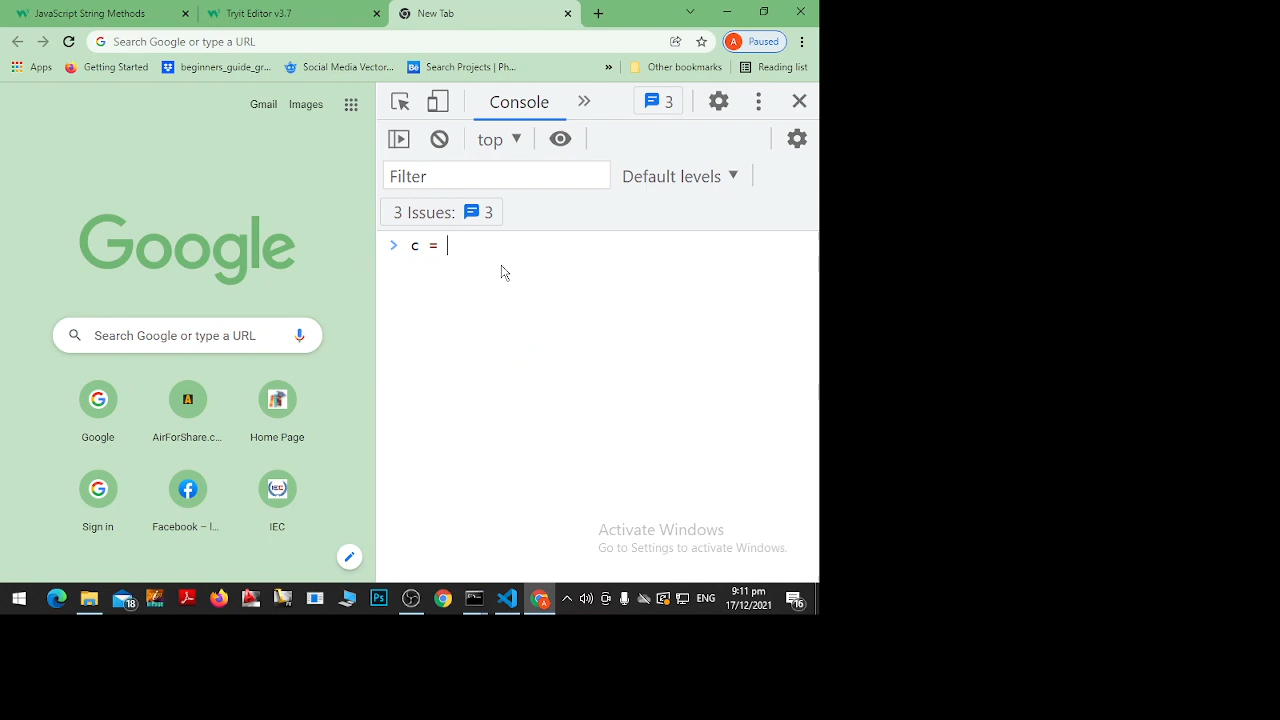 JavaScript String Methods
Tryit Editor v3.7
New Tab
Search Google or type a URL
A Paused
Apps
Getting Started
beginners_guide_gr...
Social Media Vector...
Bē Search Projects | Ph...
»
Other bookmarks
Reading list
Gmail
Images
Console
3
top
Filter
Default levels
3 Issues: 3
> c =
Google
Search Google or type a URL
Google
AirForShare.c...
Home Page
Sign in
Facebook – l...
IEC
Activate Windows
Go to Settings to activate Windows.
18
Ps
ENG
9:11 pm
17/12/2021
16